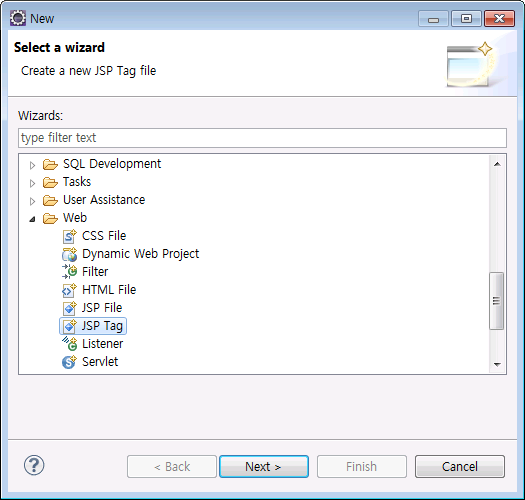 New
Select a wizard
Create a new JSP Tag file
Wizards:
type filter text
SQL Development
Tasks
User Assistance
Web
CSS File
Dynamic Web Project
Filter
HTML File
JSP File
JSP Tag
Listener
Servlet
< Back
Next >
Finish
Cancel